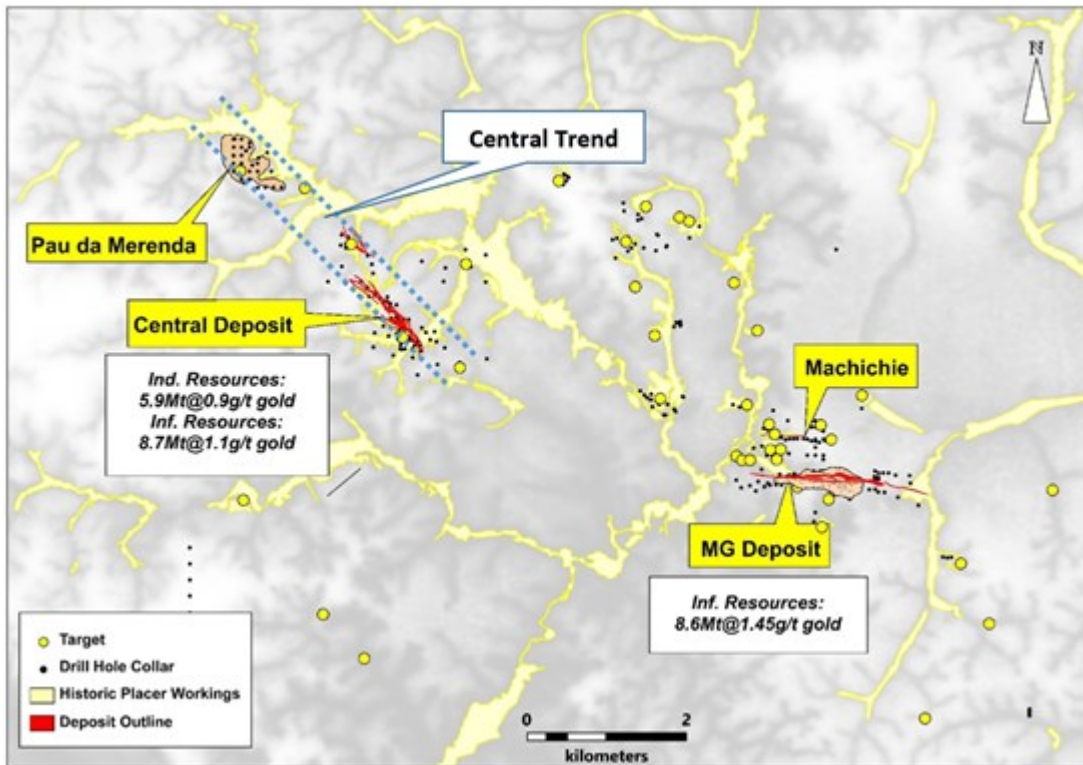 N
Central Trend
Pau da Merenda
Central Deposit
Ind. Resources:
5.9Mt@0.9g/t gold
Inf. Resources:
8.7Mt@1.1g/t gold
Machichie
MG Deposit
Inf. Resources:
8.6Mt@1.45g/t gold
Target
Drill Hole Collar
Historic Placer Workings
Deposit Outline
0 2
kilometers